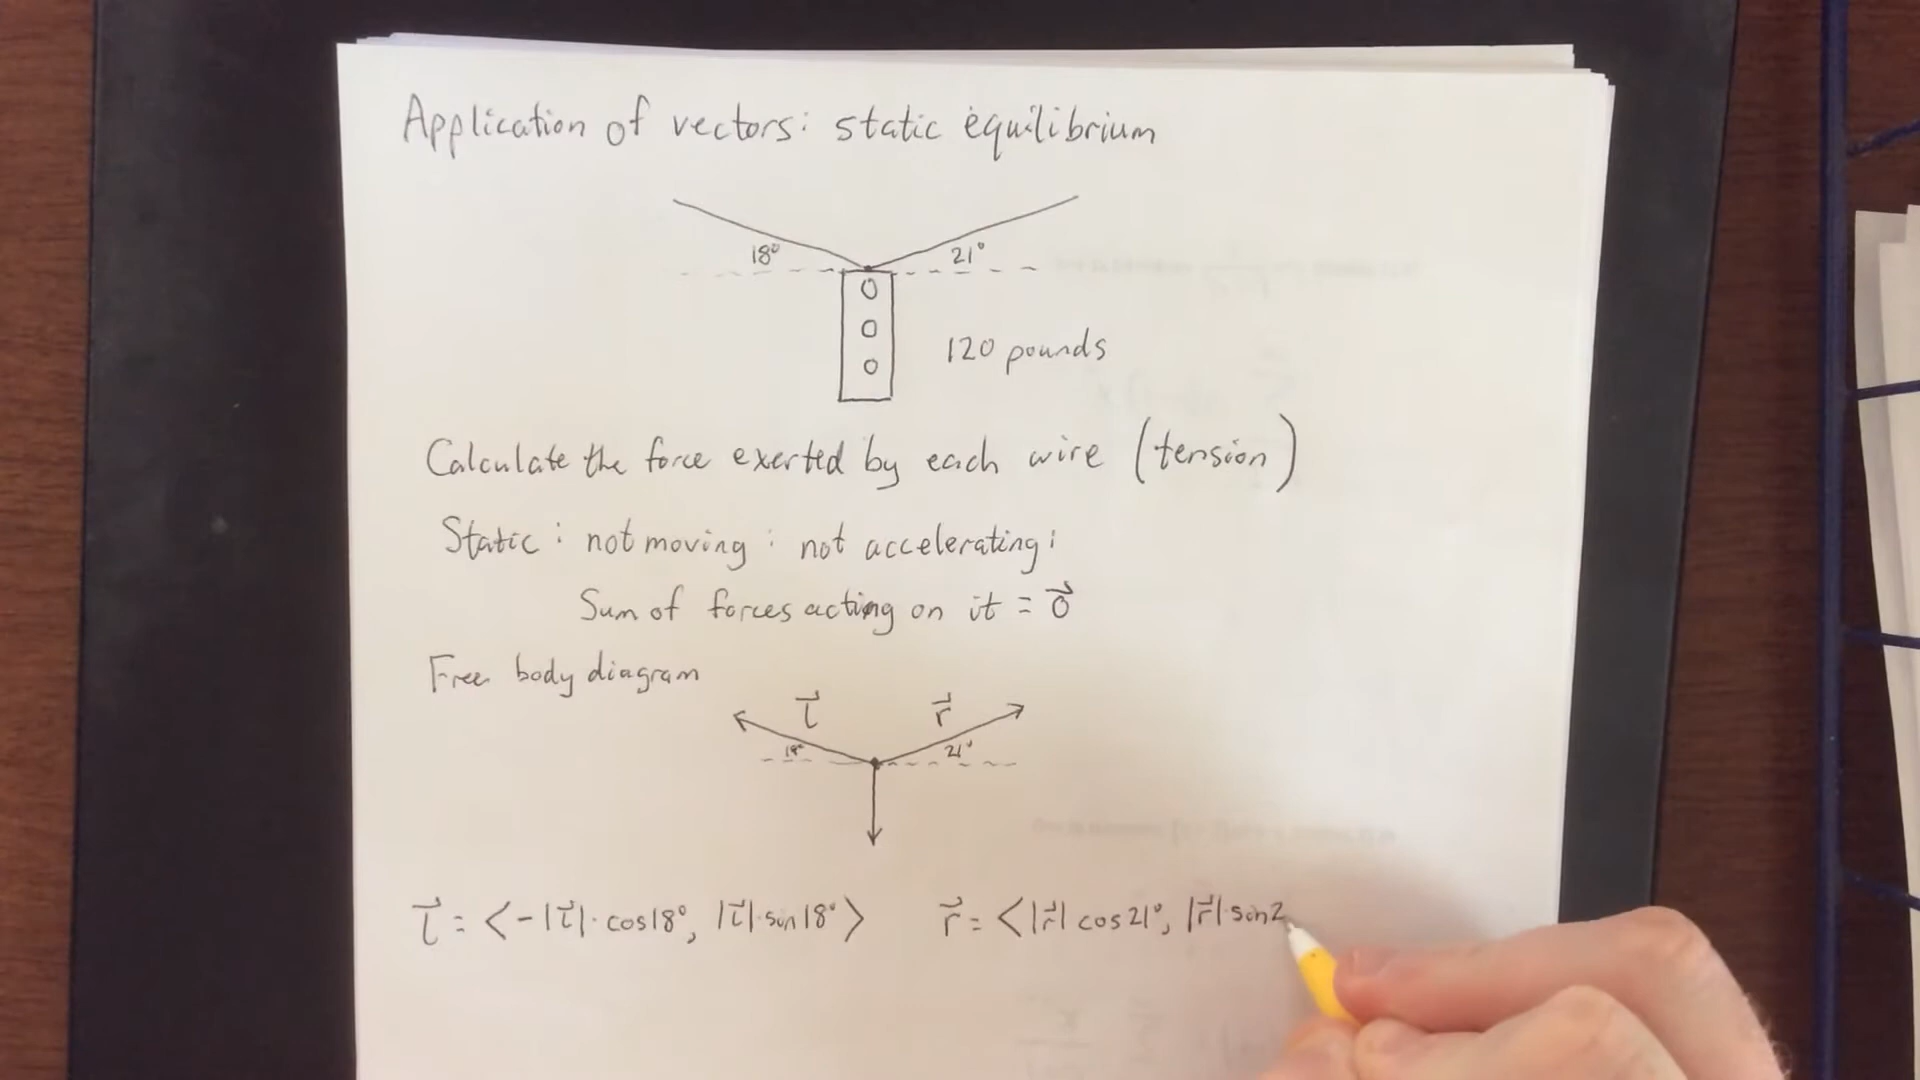 Application of vectors: static equilibrium
18° 21°
120 pounds
Calculate the force exerted by each wire (tension)
Static: not moving: not accelerating:
Sum of forces acting on it = 0⃗
Free body diagram
l⃗ r⃗
18° 21°
l⃗ = <-|l⃗|·cos18°, |l⃗|·sin18°> r⃗ = <|r⃗| cos21°, |r⃗|·sin2